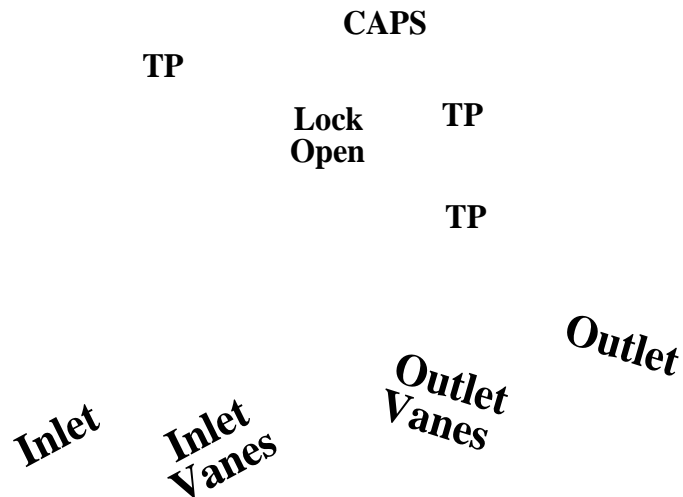 CAPS
TP
Lock
Open
TP
TP
Outlet
Outlet
Vanes
Inlet
Inlet
Vanes